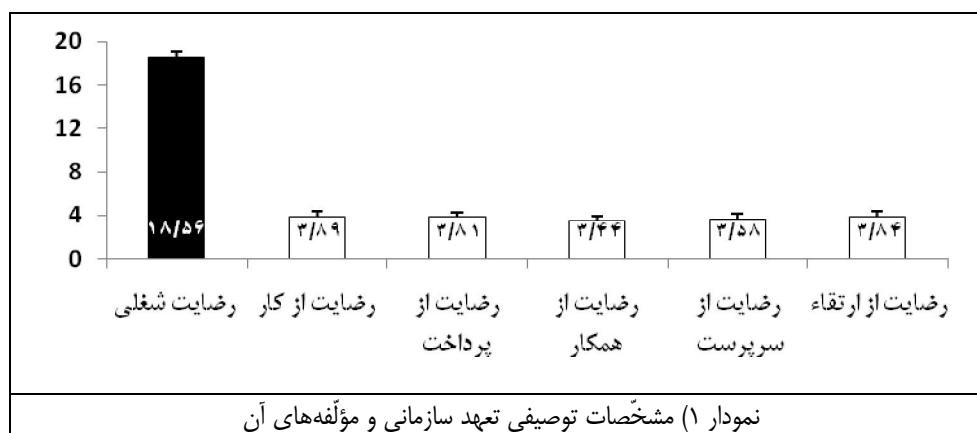 20
16
12
8
4
0
۱۸/۵۶
۳/۸۹
۳/۸۱
۳/۴۴
۳/۵۸
۳/۸۴
رضایت شغلی
رضایت از کار
رضایت از
پرداخت
رضایت از
همکار
رضایت از
سرپرست
رضایت از ارتقاء
نمودار ۱) مشخّصات توصیفی تعهد سازمانی و مؤلّفه‌های آن